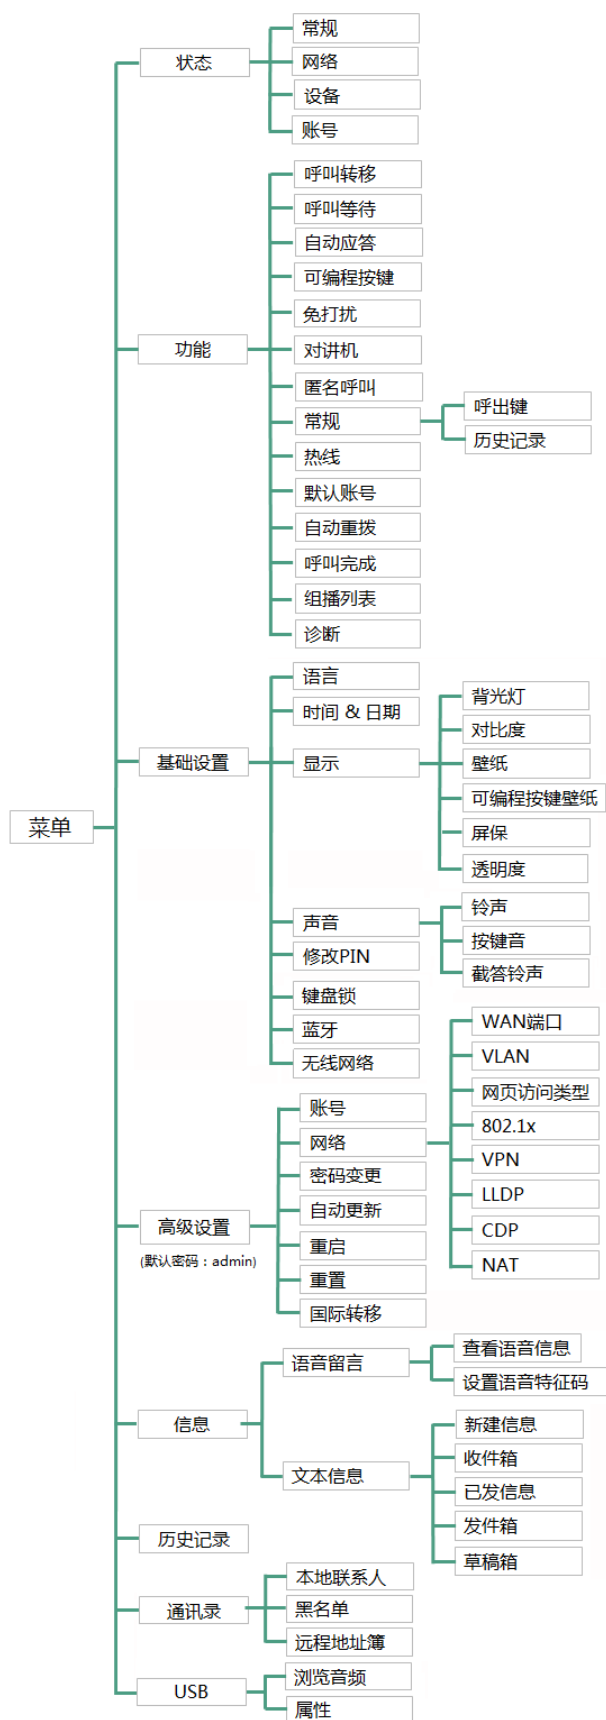 菜单
状态
常规
网络
设备
账号
功能
呼叫转移
呼叫等待
自动应答
可编程按键
免打扰
对讲机
匿名呼叫
常规
呼出键
历史记录
热线
默认账号
自动重拨
呼叫完成
组播列表
诊断
基础设置
语言
时间 & 日期
显示
背光灯
对比度
壁纸
可编程按键壁纸
屏保
透明度
声音
铃声
按键音
截答铃声
修改PIN
键盘锁
蓝牙
无线网络
高级设置
(默认密码：admin)
账号
网络
WAN端口
VLAN
网页访问类型
802.1x
VPN
LLDP
CDP
NAT
密码变更
自动更新
重启
重置
国际转移
信息
语音留言
查看语音信息
设置语音特征码
文本信息
新建信息
收件箱
已发信息
发件箱
草稿箱
历史记录
通讯录
本地联系人
黑名单
远程地址簿
USB
浏览音频
属性